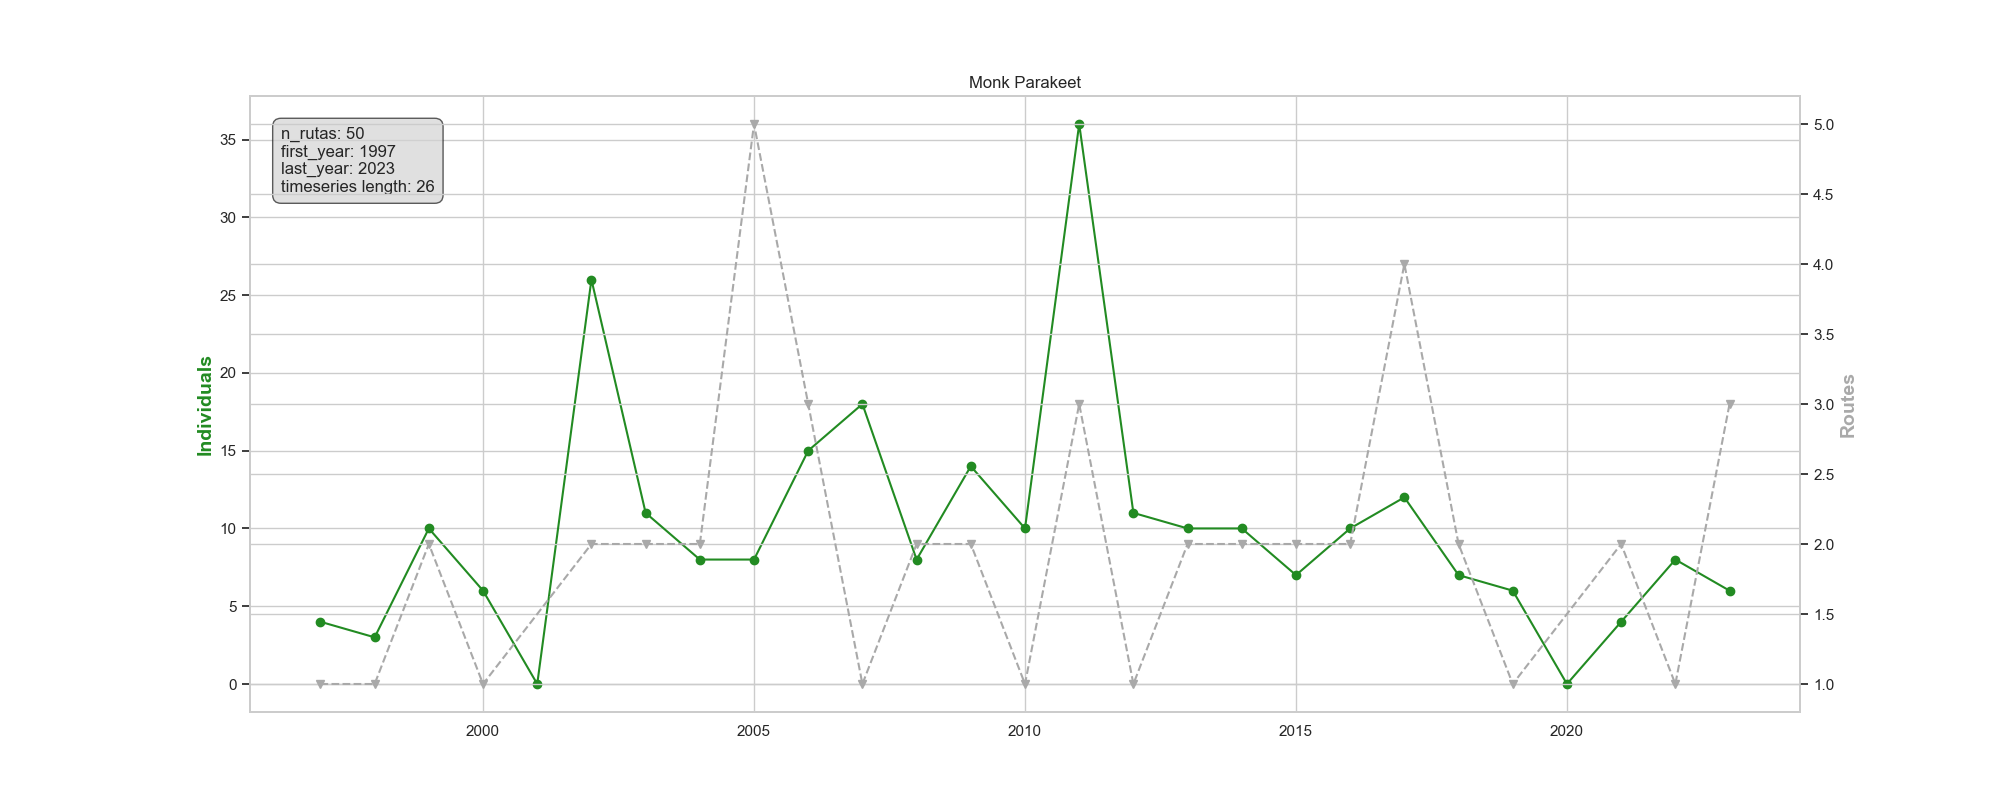 Monk Parakeet
n_rutas: 50
first_year: 1997
last_year: 2023
timeseries length: 26
35
30
25
20
15
10
5
0
Individuals
5.0
4.5
4.0
3.5
3.0
2.5
2.0
1.5
1.0
Routes
2000 2005 2010 2015 2020